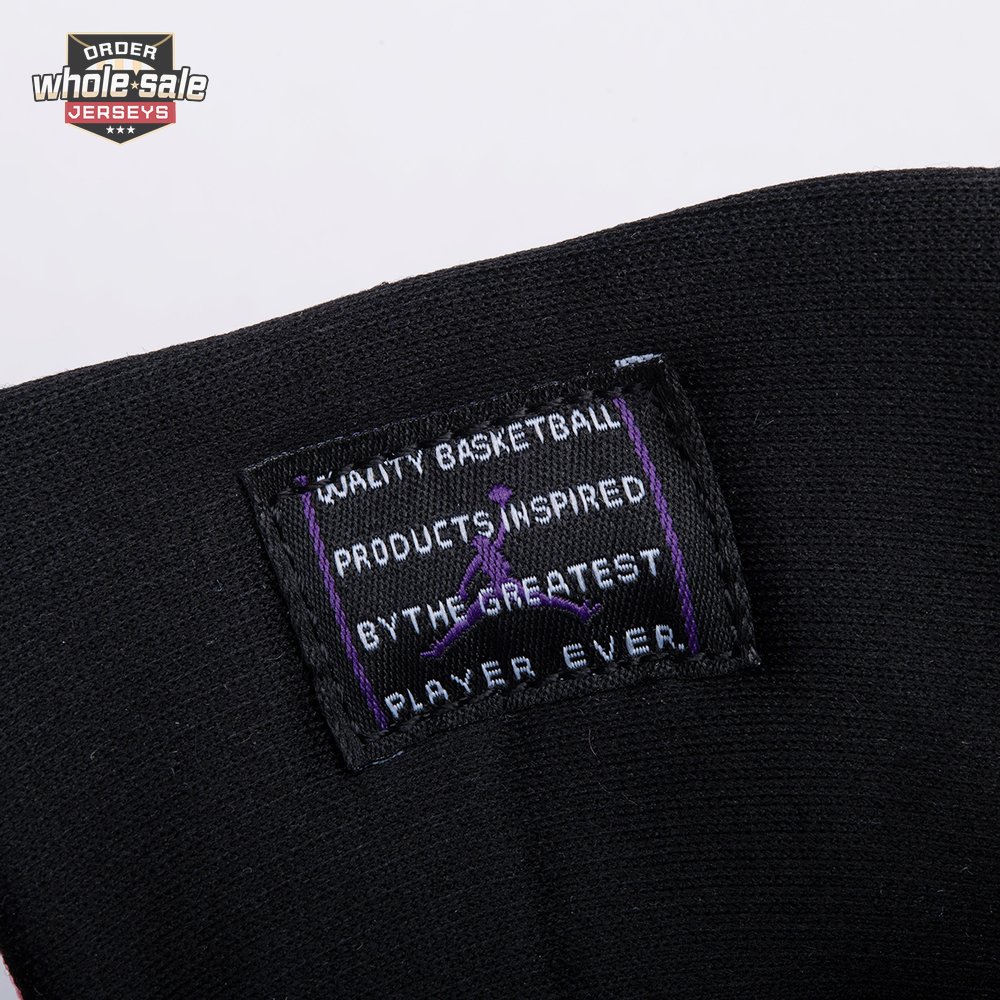 ORDER
whole sale
JERSEYS
QUALITY BASKETBALL
PRODUCTS INSPIRED
BY THE GREATEST
PLAYER EVER.